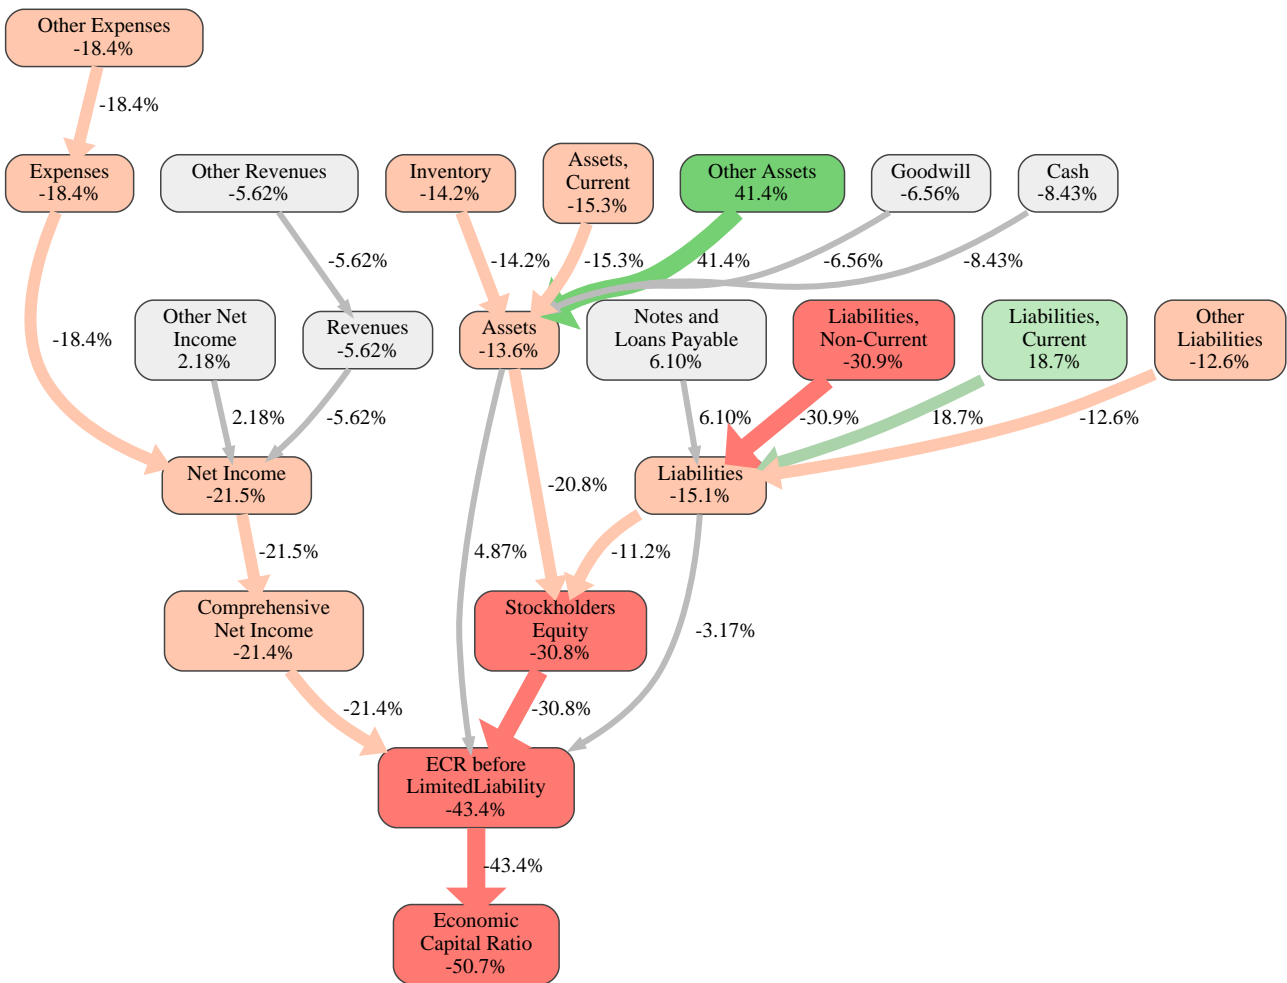 Other Expenses
-18.4%
-18.4%
Expenses
-18.4%
Other Revenues
-5.62%
Inventory
-14.2%
Assets,
Current
-15.3%
Other Assets
41.4%
Goodwill
-6.56%
Cash
-8.43%
-5.62%
-14.2%
-15.3%
41.4%
-6.56%
-8.43%
-18.4%
Other Net
Income
2.18%
Revenues
-5.62%
Assets
-13.6%
Notes and
Loans Payable
6.10%
Liabilities,
Non-Current
-30.9%
Liabilities,
Current
18.7%
Other
Liabilities
-12.6%
2.18%
-5.62%
6.10%
-30.9%
18.7%
-12.6%
Net Income
-21.5%
-20.8%
Liabilities
-15.1%
-21.5%
4.87%
-11.2%
-3.17%
Comprehensive
Net Income
-21.4%
Stockholders
Equity
-30.8%
-21.4%
-30.8%
ECR before
LimitedLiability
-43.4%
-43.4%
Economic
Capital Ratio
-50.7%